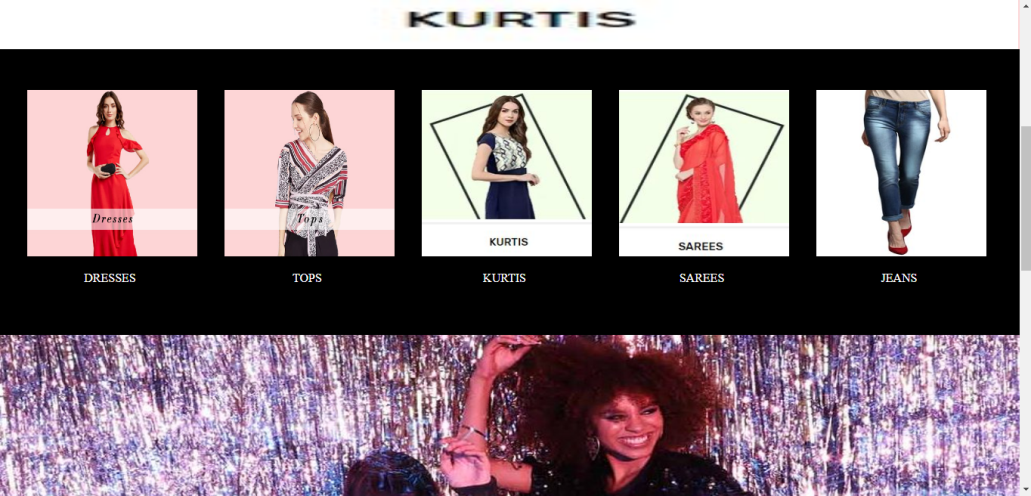 KURTIS
Dresses
Tops
KURTIS
SAREES
DRESSES
TOPS
KURTIS
SAREES
JEANS